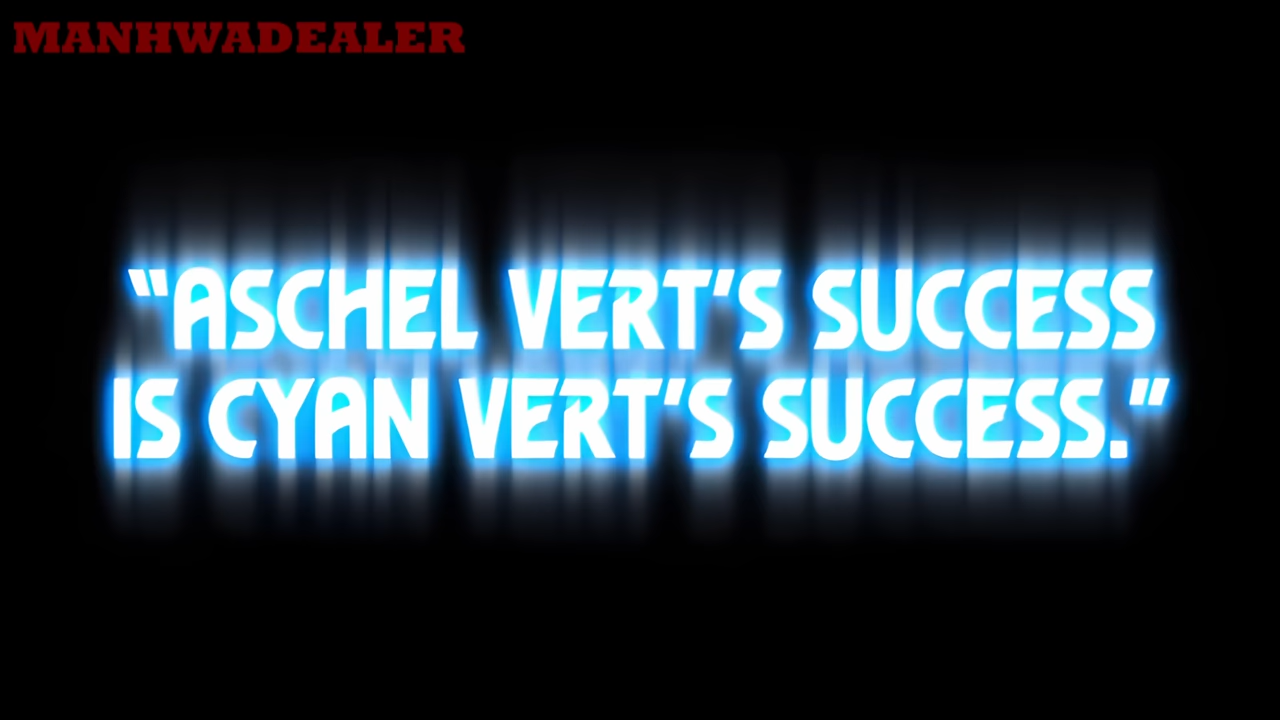 MANHWADEALER
“ASCHEL VERT’S SUCCESS
IS CYAN VERT’S SUCCESS.”